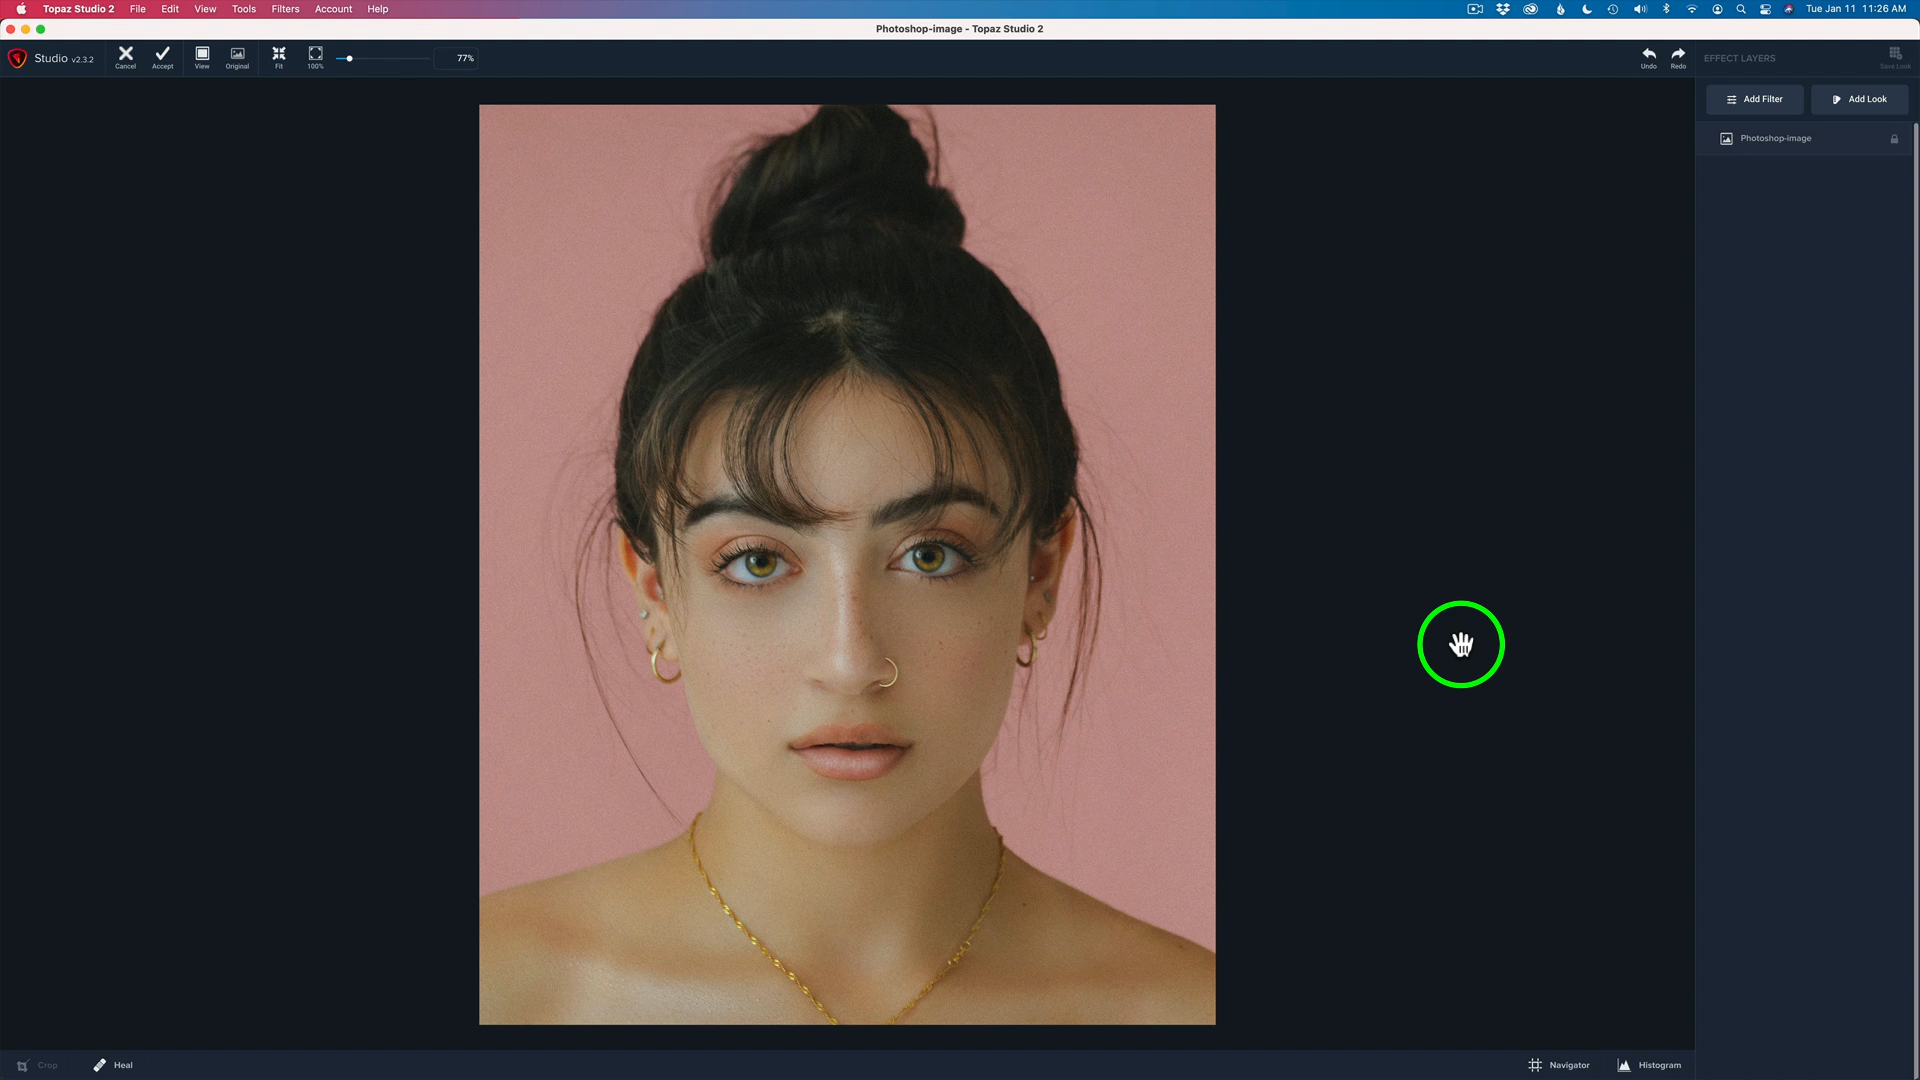 Topaz Studio 2 File Edit View Tools Filters Account Help Tue Jan 11 11:26 AM
Photoshop-image - Topaz Studio 2
Studio v2.3.2 Cancel Accept View Original Fit 100% 77% Undo Redo EFFECT LAYERS Save Look
Add Filter Add Look
Photoshop-image
Crop Heal Navigator Histogram